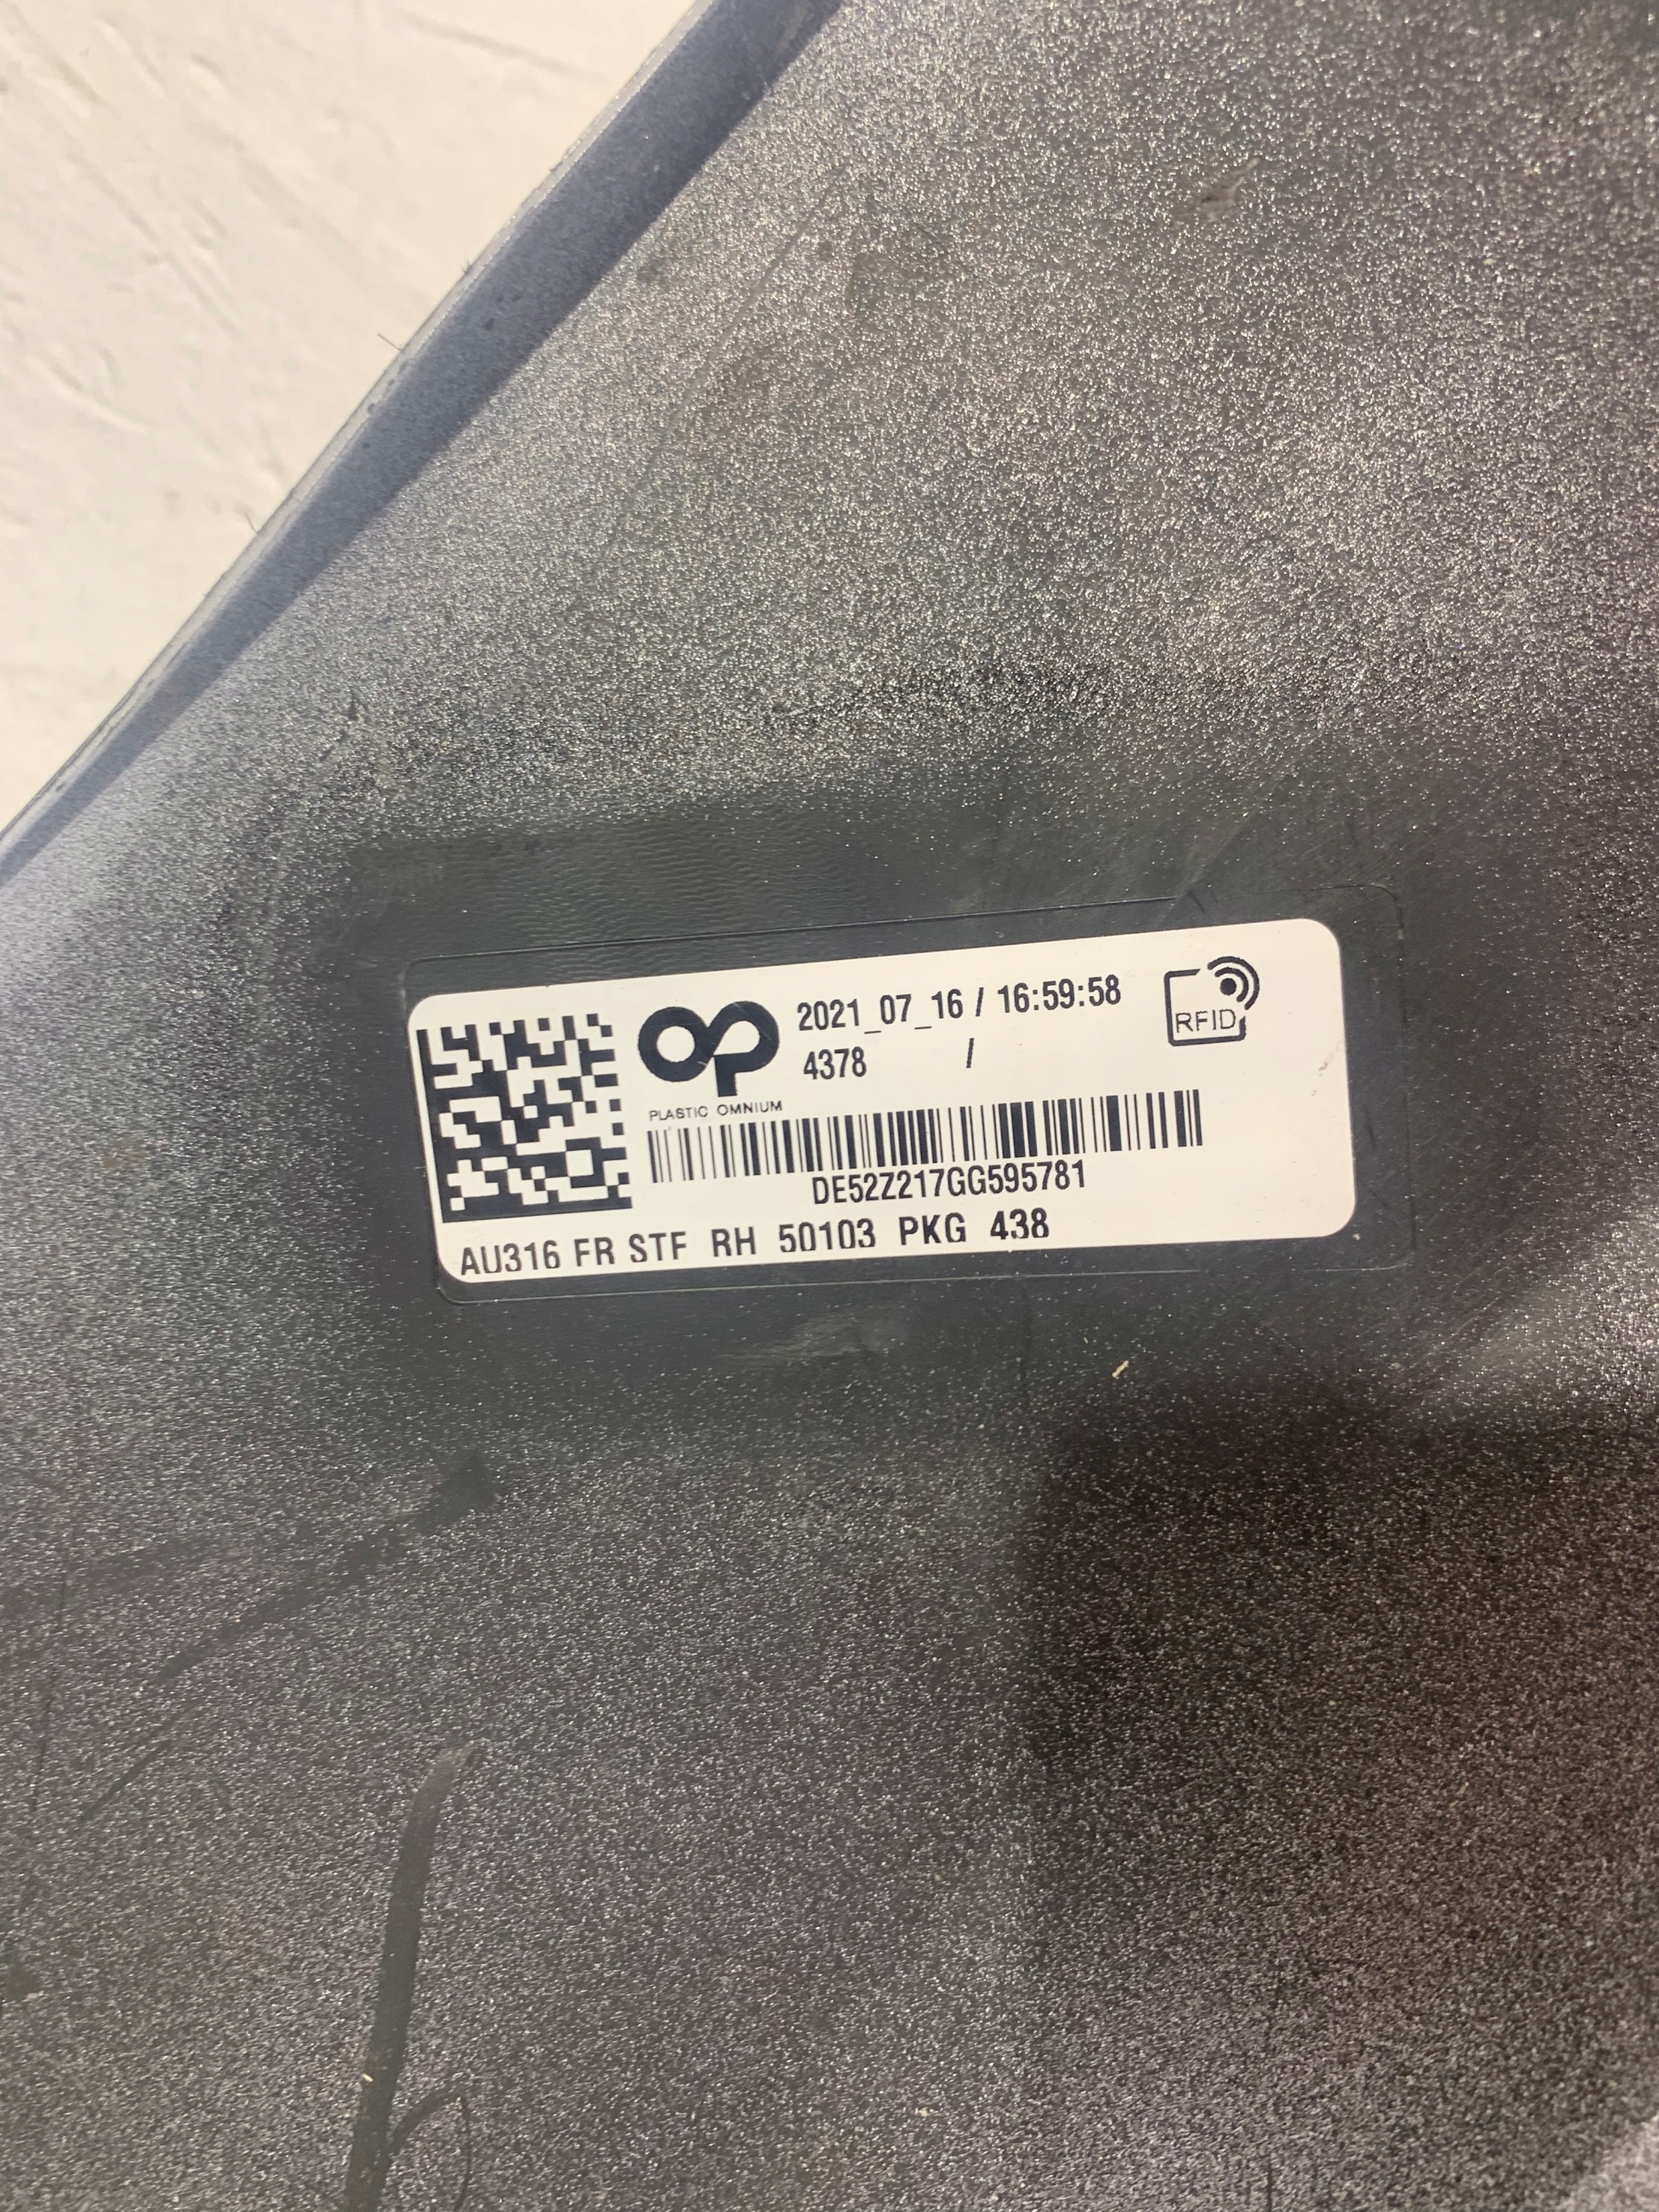 2021_07_16 / 16:59:58
4378 /
RFID
PLASTIC OMNIUM
DE52Z217GG595781
AU316 FR STF RH 50103 PKG 438